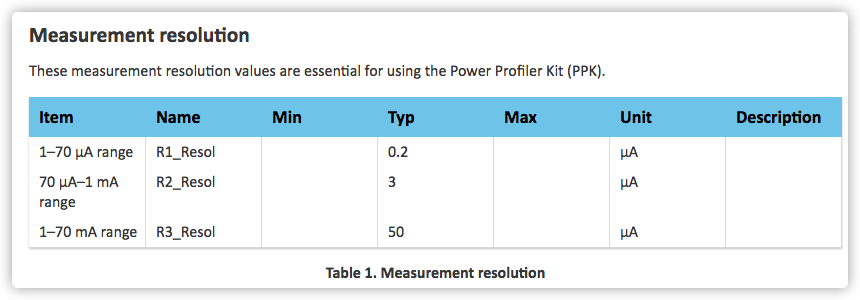 Measurement resolution
These measurement resolution values are essential for using the Power Profiler Kit (PPK).
Item Name Min Typ Max Unit Description
1–70 µA range R1_Resol 0.2 µA
70 µA–1 mA R2_Resol 3 µA
range
1–70 mA range R3_Resol 50 µA
Table 1. Measurement resolution